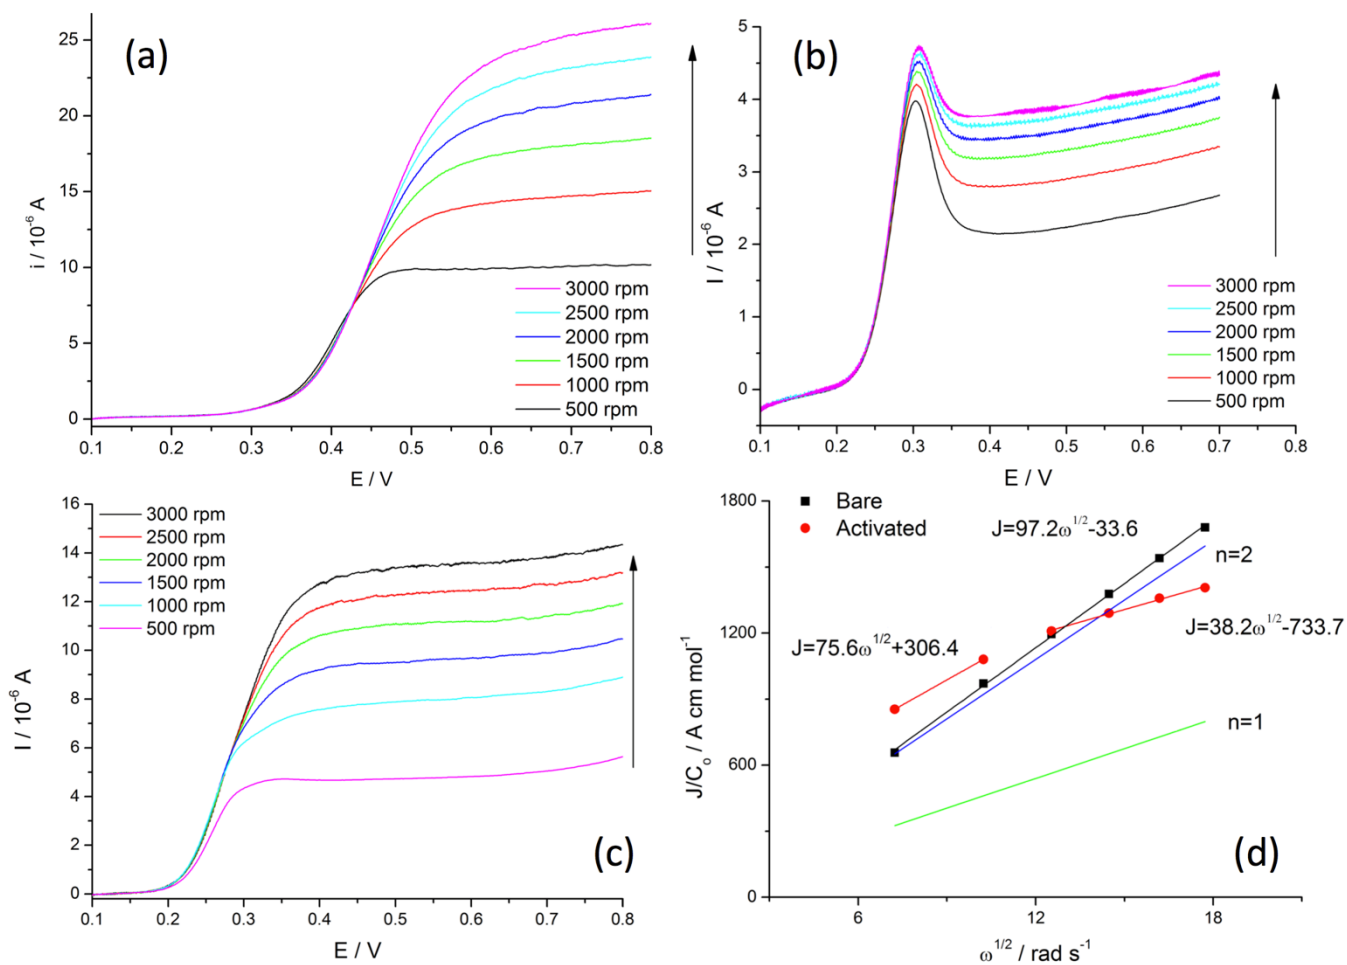 (a)
25
20
15
10
5
0
i / 10⁻⁶ A
0.1 0.2 0.3 0.4 0.5 0.6 0.7 0.8
E / V
3000 rpm
2500 rpm
2000 rpm
1500 rpm
1000 rpm
500 rpm
(b)
5
4
3
2
1
0
I / 10⁻⁶ A
0.1 0.2 0.3 0.4 0.5 0.6 0.7 0.8
E / V
3000 rpm
2500 rpm
2000 rpm
1500 rpm
1000 rpm
500 rpm
(c)
16
14
12
10
8
6
4
2
0
I / 10⁻⁶ A
0.1 0.2 0.3 0.4 0.5 0.6 0.7 0.8
E / V
3000 rpm
2500 rpm
2000 rpm
1500 rpm
1000 rpm
500 rpm
(d)
1800
1200
600
0
J/Cₒ / A cm mol⁻¹
6 12 18
ω^1/2 / rad s⁻¹
Bare
Activated
J=97.2ω^1/2-33.6
n=2
J=38.2ω^1/2-733.7
J=75.6ω^1/2+306.4
n=1